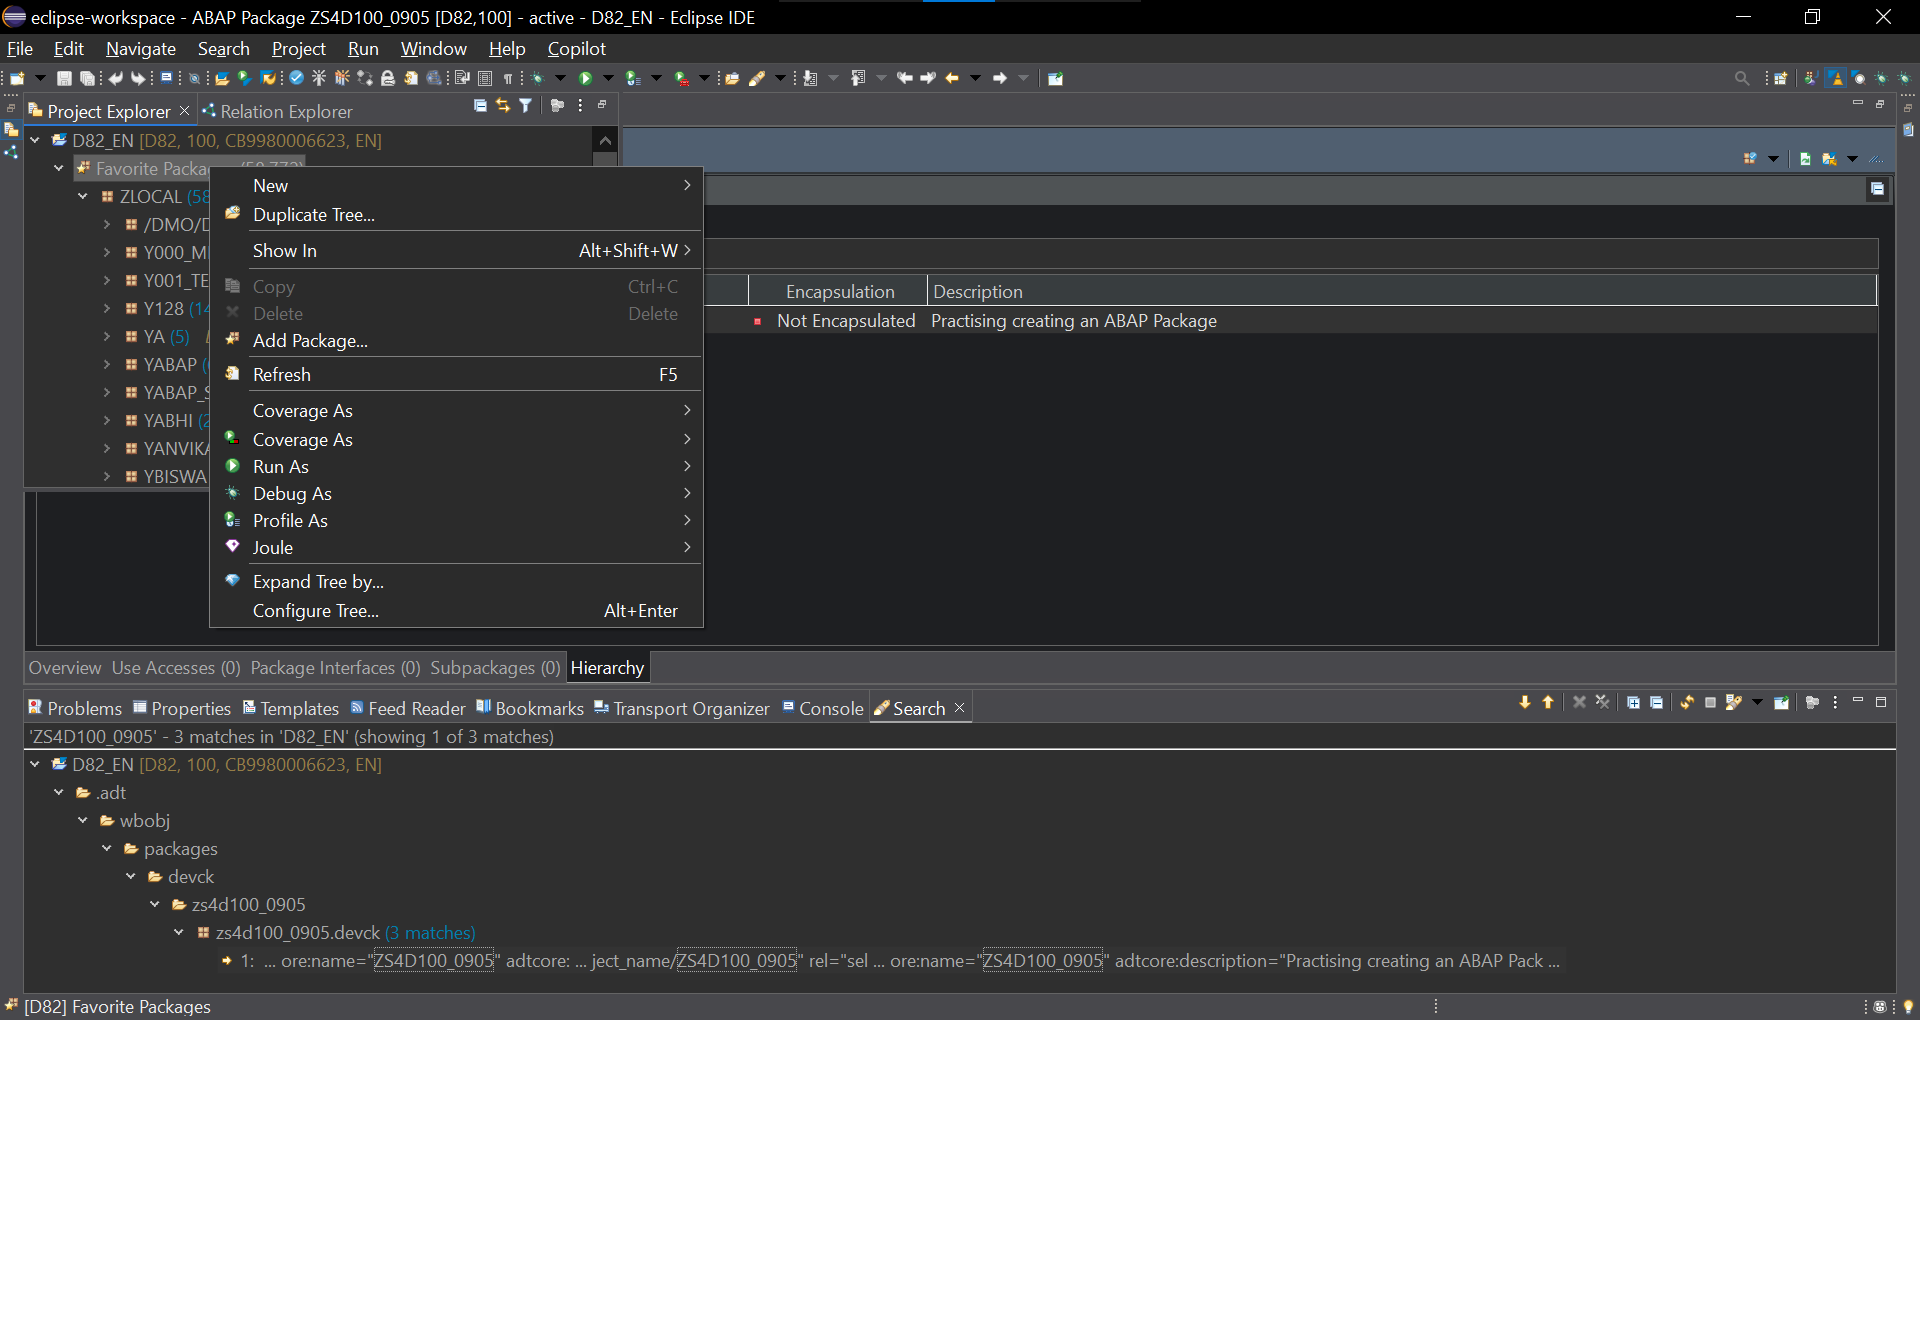 eclipse-workspace - ABAP Package ZS4D100_0905 [D82,100] - active - D82_EN - Eclipse IDE
File Edit Navigate Search Project Run Window Help Copilot
Project Explorer Relation Explorer
D82_EN [D82, 100, CB9980006623, EN]
Favorite Packa
ZLOCAL (58
/DMO/D
Y000_M
Y001_TE
Y128 (14
YA (5)
YABAP
YABAP_S
YABHI (2
YANVIKA
YBISWA
New
Duplicate Tree...
Show In Alt+Shift+W
Copy Ctrl+C
Delete Delete
Add Package...
Refresh F5
Coverage As
Coverage As
Run As
Debug As
Profile As
Joule
Expand Tree by...
Configure Tree... Alt+Enter
Encapsulation Description
Not Encapsulated Practising creating an ABAP Package
Overview Use Accesses (0) Package Interfaces (0) Subpackages (0) Hierarchy
Problems Properties Templates Feed Reader Bookmarks Transport Organizer Console Search
'ZS4D100_0905' - 3 matches in 'D82_EN' (showing 1 of 3 matches)
D82_EN [D82, 100, CB9980006623, EN]
.adt
wbobj
packages
devck
zs4d100_0905
zs4d100_0905.devck (3 matches)
1: ... ore:name="ZS4D100_0905" adtcore: ... ject_name/ZS4D100_0905" rel="sel ... ore:name="ZS4D100_0905" adtcore:description="Practising creating an ABAP Pack ...
[D82] Favorite Packages